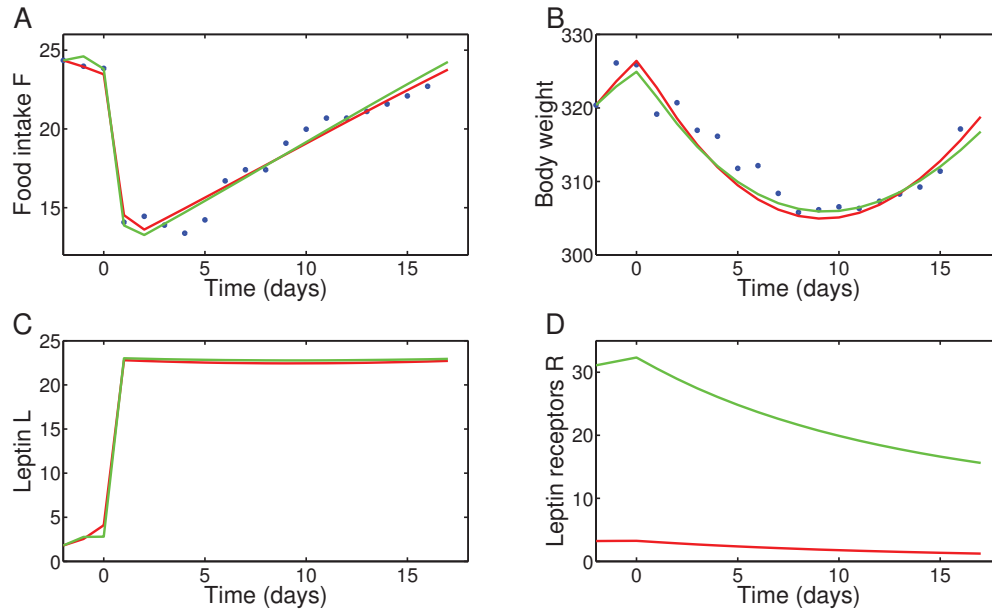 A
Food intake F
25
20
15
0 5 10 15
Time (days)
B
Body weight
330
320
310
300
0 5 10 15
Time (days)
C
Leptin L
25
20
15
10
5
0
0 5 10 15
Time (days)
D
Leptin receptors R
30
20
10
0
0 5 10 15
Time (days)